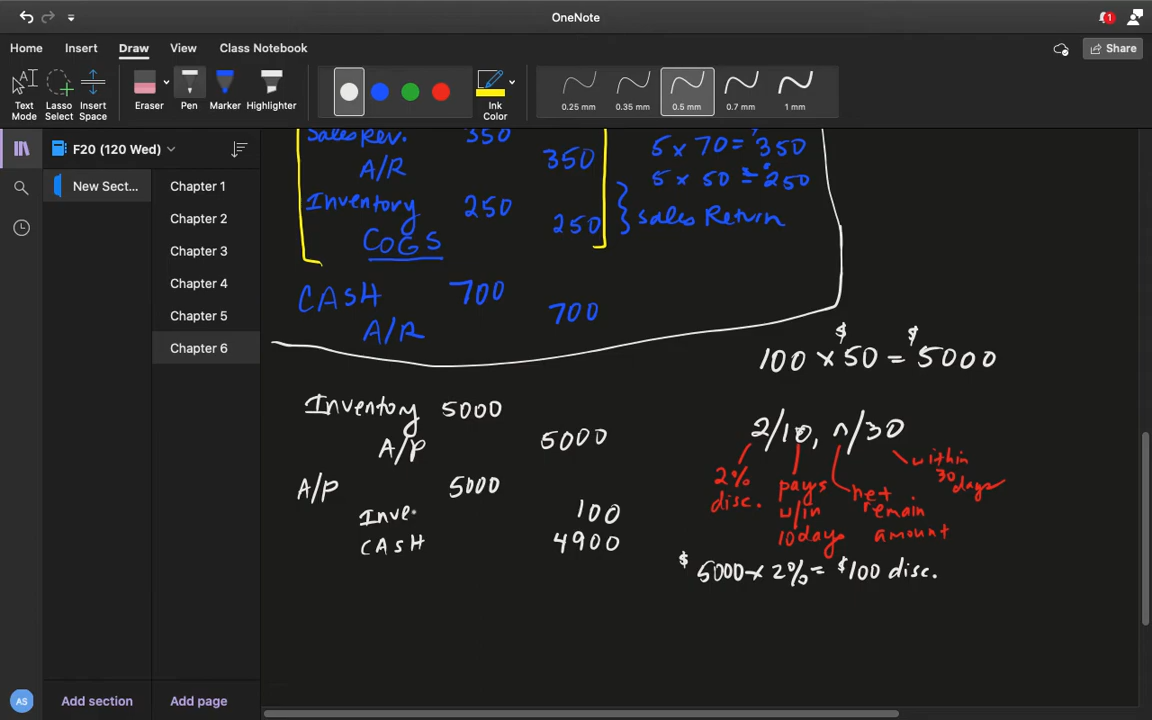 OneNote
1
Home Insert Draw View Class Notebook
Share
Text Mode
Lasso Select
Insert Space
Eraser
Pen
Marker
Highlighter
Ink Color
0.25 mm
0.35 mm
0.5 mm
0.7 mm
1 mm
F20 (120 Wed)
New Sect...
Chapter 1
Chapter 2
Chapter 3
Chapter 4
Chapter 5
Chapter 6
AS
Add section
Add page
Sales Rev. 350
A/R 350
Inventory 250
COGS 250
5 x 70 = $350
5 x 50 = $250
Sales Return
CASH 700
A/R 700
100 x $50 = $5000
Inventory 5000
A/P 5000
A/P 5000
Inve 100
CASH 4900
2/10, n/30
2% disc.
pays w/in 10 days
net remain amount
within 30 days
$5000 x 2% = $100 disc.